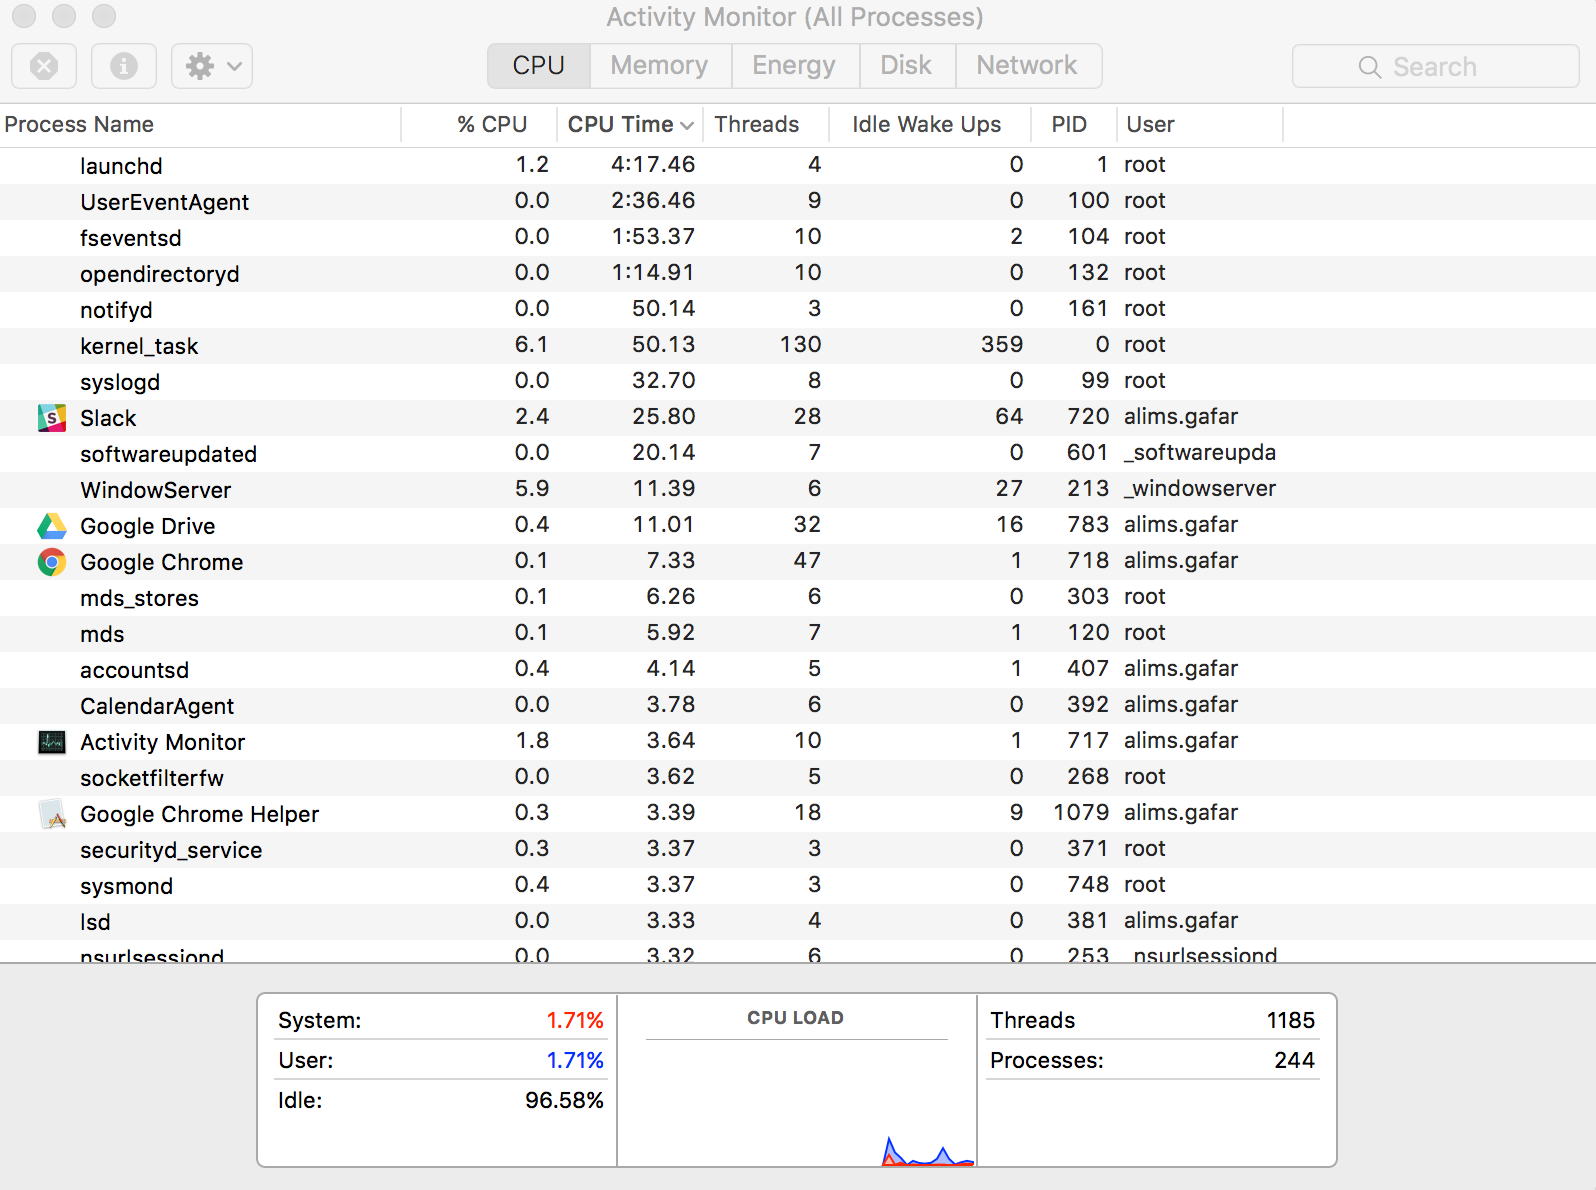 Activity Monitor (All Processes)
CPU Memory Energy Disk Network Search
Process Name % CPU CPU Time Threads Idle Wake Ups PID User
launchd 1.2 4:17.46 4 0 1 root
UserEventAgent 0.0 2:36.46 9 0 100 root
fseventsd 0.0 1:53.37 10 2 104 root
opendirectoryd 0.0 1:14.91 10 0 132 root
notifyd 0.0 50.14 3 0 161 root
kernel_task 6.1 50.13 130 359 0 root
syslogd 0.0 32.70 8 0 99 root
Slack 2.4 25.80 28 64 720 alims.gafar
softwareupdated 0.0 20.14 7 0 601 _softwareupda
WindowServer 5.9 11.39 6 27 213 _windowserver
Google Drive 0.4 11.01 32 16 783 alims.gafar
Google Chrome 0.1 7.33 47 1 718 alims.gafar
mds_stores 0.1 6.26 6 0 303 root
mds 0.1 5.92 7 1 120 root
accountsd 0.4 4.14 5 1 407 alims.gafar
CalendarAgent 0.0 3.78 6 0 392 alims.gafar
Activity Monitor 1.8 3.64 10 1 717 alims.gafar
socketfilterfw 0.0 3.62 5 0 268 root
Google Chrome Helper 0.3 3.39 18 9 1079 alims.gafar
securityd_service 0.3 3.37 3 0 371 root
sysmond 0.4 3.37 3 0 748 root
lsd 0.0 3.33 4 0 381 alims.gafar
nsurlsessiond 0.0 3.32 6 0 253 _nsurlsessiond
System: 1.71% CPU LOAD Threads 1185
User: 1.71% Processes: 244
Idle: 96.58%